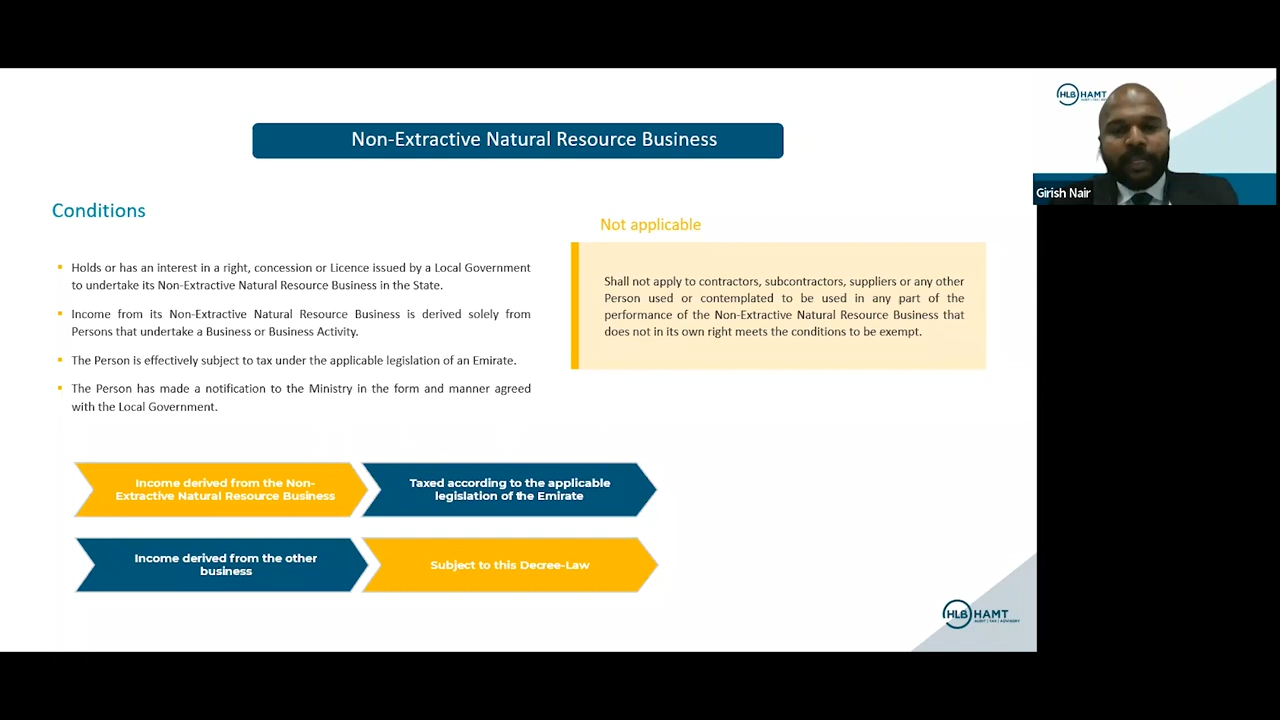 Non-Extractive Natural Resource Business
Conditions
Holds or has an interest in a right, concession or Licence issued by a Local Government
to undertake its Non-Extractive Natural Resource Business in the State.
Income from its Non-Extractive Natural Resource Business is derived solely from
Persons that undertake a Business or Business Activity.
The Person is effectively subject to tax under the applicable legislation of an Emirate.
The Person has made a notification to the Ministry in the form and manner agreed
with the Local Government.
Not applicable
Shall not apply to contractors, subcontractors, suppliers or any other
Person used or contemplated to be used in any part of the
performance of the Non-Extractive Natural Resource Business that
does not in its own right meets the conditions to be exempt.
Income derived from the Non-
Extractive Natural Resource Business
Taxed according to the applicable
legislation of the Emirate
Income derived from the other
business
Subject to this Decree-Law
HLB HAMT
AUDIT | TAX | ADVISORY
HLB HAMT
Girish Nair